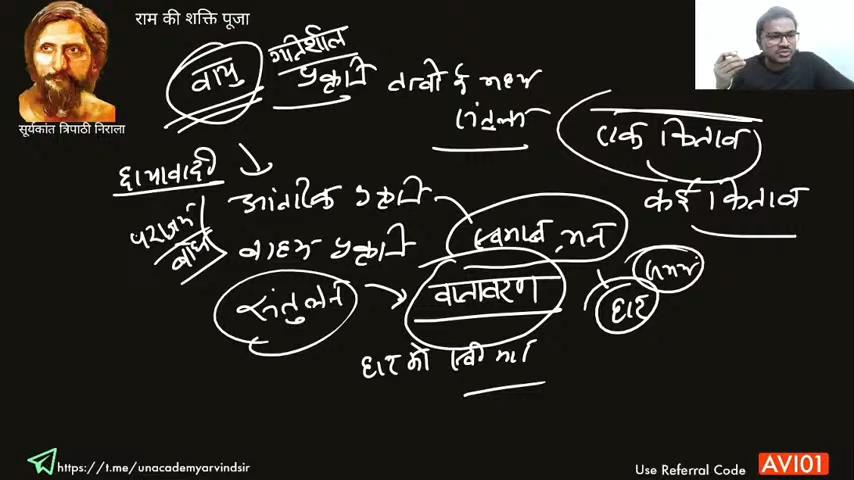 राम की शक्ति पूजा
सूर्यकांत त्रिपाठी निराला
वायु
गतिशील
प्रकृति तत्वों के मध्य
संतुलन
एक किताब
कई किताब
छायावादी
आंतरिक प्रकृति
स्वभाव, मन
बाह्य प्रकृति
बोध
संतुलन
वातावरण
हार
हार को
https://t.me/unacademyarvindsir
Use Referral Code AVI01